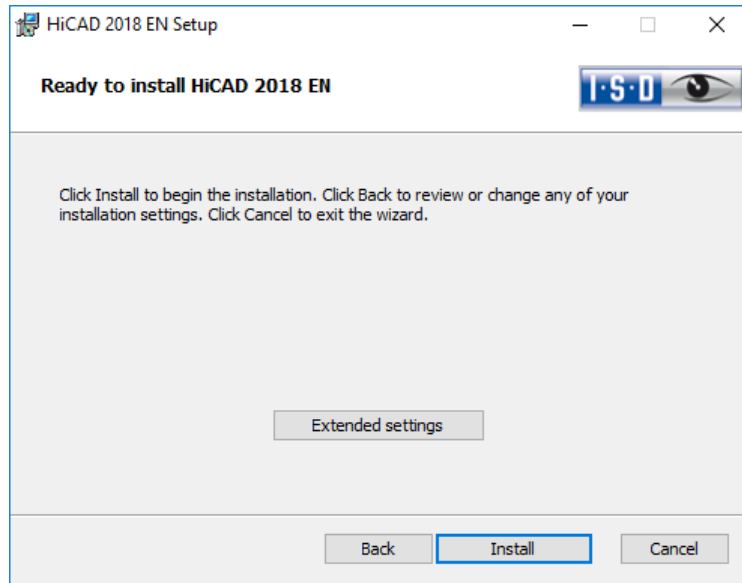 HiCAD 2018 EN Setup
Ready to install HiCAD 2018 EN
I·S·D
Click Install to begin the installation. Click Back to review or change any of your
installation settings. Click Cancel to exit the wizard.
Extended settings
Back Install Cancel